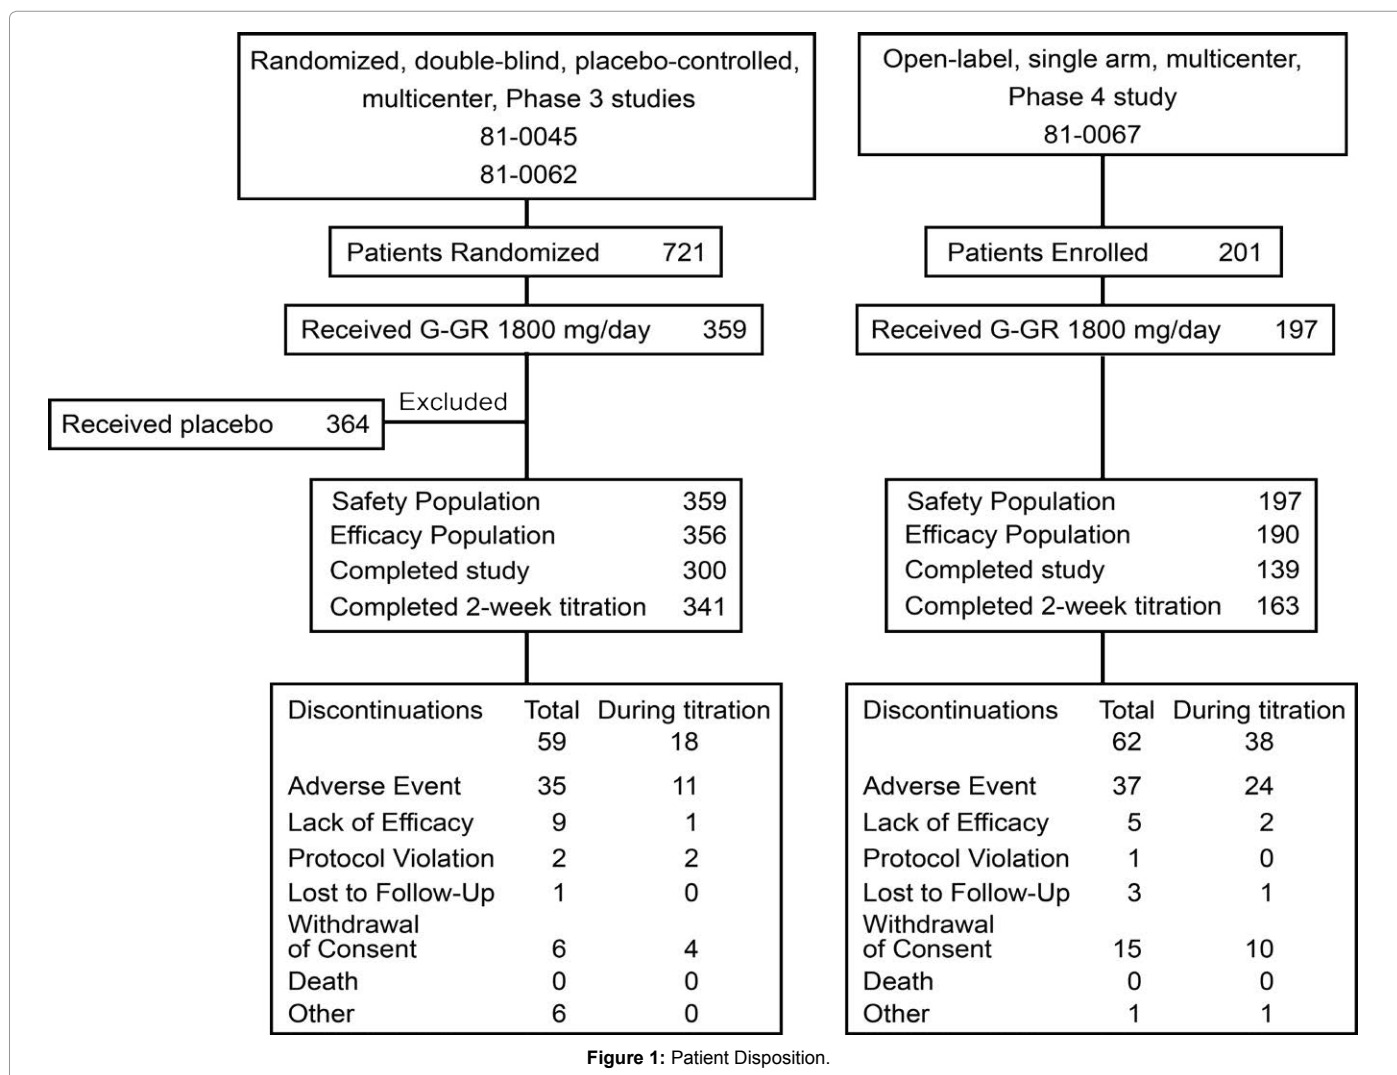 Randomized, double-blind, placebo-controlled,
multicenter, Phase 3 studies
81-0045
81-0062
Patients Randomized 721
Received G-GR 1800 mg/day 359
Excluded
Received placebo 364
Safety Population 359
Efficacy Population 356
Completed study 300
Completed 2-week titration 341
Discontinuations Total During titration
59 18
Adverse Event 35 11
Lack of Efficacy 9 1
Protocol Violation 2 2
Lost to Follow-Up 1 0
Withdrawal
of Consent 6 4
Death 0 0
Other 6 0
Open-label, single arm, multicenter,
Phase 4 study
81-0067
Patients Enrolled 201
Received G-GR 1800 mg/day 197
Safety Population 197
Efficacy Population 190
Completed study 139
Completed 2-week titration 163
Discontinuations Total During titration
62 38
Adverse Event 37 24
Lack of Efficacy 5 2
Protocol Violation 1 0
Lost to Follow-Up 3 1
Withdrawal
of Consent 15 10
Death 0 0
Other 1 1
Figure 1: Patient Disposition.